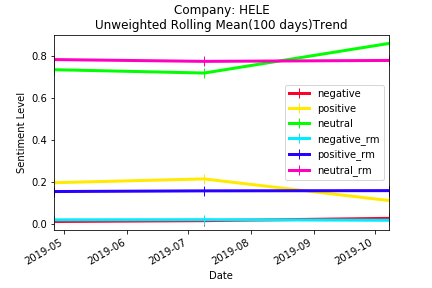 Company: HELE
Unweighted Rolling Mean(100 days)Trend
Sentiment Level
0.8
0.6
0.4
0.2
0.0
negative
positive
neutral
negative_rm
positive_rm
neutral_rm
2019-05
2019-06
2019-07
2019-08
2019-09
2019-10
Date